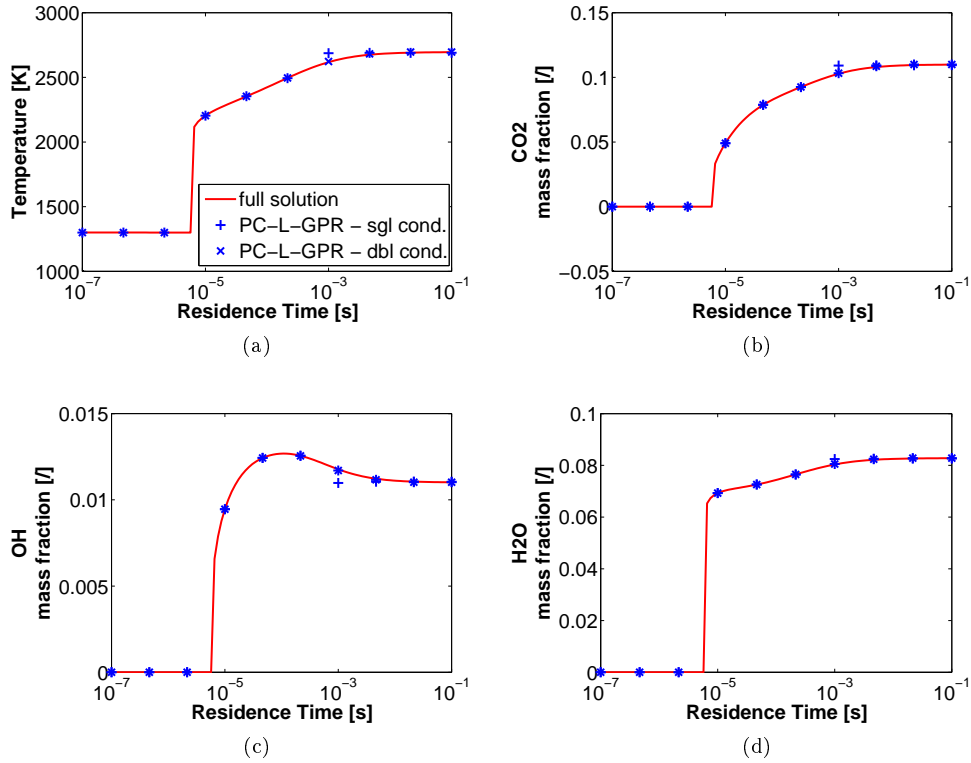 3000
2500
2000
1500
1000
Temperature [K]
full solution
PC−L−GPR − sgl cond.
PC−L−GPR − dbl cond.
10−7
10−5
10−3
10−1
Residence Time [s]
(a)
0.15
0.1
0.05
0
−0.05
CO2
mass fraction [/]
10−7
10−5
10−3
10−1
Residence Time [s]
(b)
0.015
0.01
0.005
0
OH
mass fraction [/]
10−7
10−5
10−3
10−1
Residence Time [s]
(c)
0.1
0.08
0.06
0.04
0.02
0
H2O
mass fraction [/]
10−7
10−5
10−3
10−1
Residence Time [s]
(d)